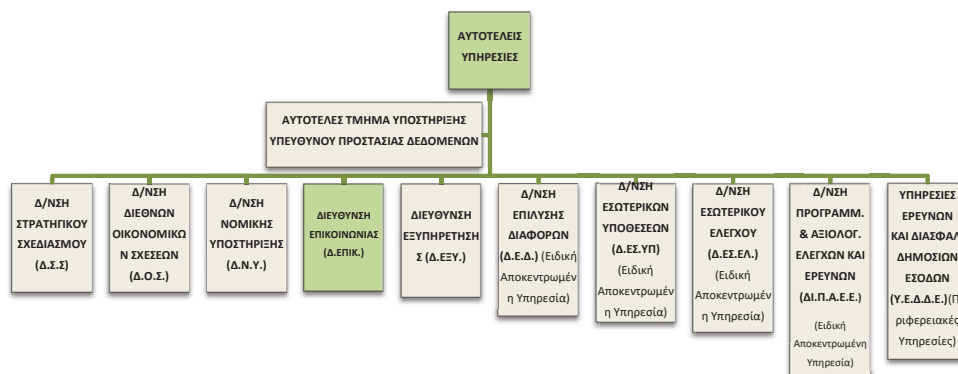 ΑΥΤΟΤΕΛΕΙΣ
ΥΠΗΡΕΣΙΕΣ
ΑΥΤΟΤΕΛΕΣ ΤΜΗΜΑ ΥΠΟΣΤΗΡΙΞΗΣ
ΥΠΕΥΘΥΝΟΥ ΠΡΟΣΤΑΣΙΑΣ ΔΕΔΟΜΕΝΩΝ
Δ/ΝΣΗ
ΣΤΡΑΤΗΓΙΚΟΥ
ΣΧΕΔΙΑΣΜΟΥ
(Δ.Σ.Σ)
Δ/ΝΣΗ
ΔΙΕΘΝΩΝ
ΟΙΚΟΝΟΜΙΚΩ
Ν ΣΧΕΣΕΩΝ
(Δ.Ο.Σ.)
Δ/ΝΣΗ
ΝΟΜΙΚΗΣ
ΥΠΟΣΤΗΡΙΞΗΣ
(Δ.Ν.Υ.)
ΔΙΕΥΘΥΝΣΗ
ΕΠΙΚΟΙΝΩΝΙΑΣ
(Δ.ΕΠΙΚ.)
ΔΙΕΥΘΥΝΣΗ
ΕΞΥΠΗΡΕΤΗΣΗ
Σ (Δ.ΕΞΥ.)
Δ/ΝΣΗ
ΕΠΙΛΥΣΗΣ
ΔΙΑΦΟΡΩΝ
(Δ.Ε.Δ.) (Ειδική
Αποκεντρωμέν
η Υπηρεσία)
Δ/ΝΣΗ
ΕΣΩΤΕΡΙΚΩΝ
ΥΠΟΘΕΣΕΩΝ
(Δ.ΕΣ.ΥΠ)
(Ειδική
Αποκεντρωμέν
η Υπηρεσία)
Δ/ΝΣΗ
ΕΣΩΤΕΡΙΚΟΥ
ΕΛΕΓΧΟΥ
(Δ.ΕΣ.ΕΛ.)
(Ειδική
Αποκεντρωμέν
η Υπηρεσία)
Δ/ΝΣΗ
ΠΡΟΓΡΑΜΜ.
& ΑΞΙΟΛΟΓ.
ΕΛΕΓΧΩΝ ΚΑΙ
ΕΡΕΥΝΩΝ
(ΔΙ.Π.Α.Ε.Ε.)
(Ειδική
Αποκεντρωμένη
Υπηρεσία)
ΥΠΗΡΕΣΙΕΣ
ΕΡΕΥΝΩΝ
ΚΑΙ ΔΙΑΣΦΑΛ
ΔΗΜΟΣΙΩΝ
ΕΣΟΔΩΝ
(Υ.Ε.Δ.Δ.Ε.)(Π
ριφερειακές
Υπηρεσίες)